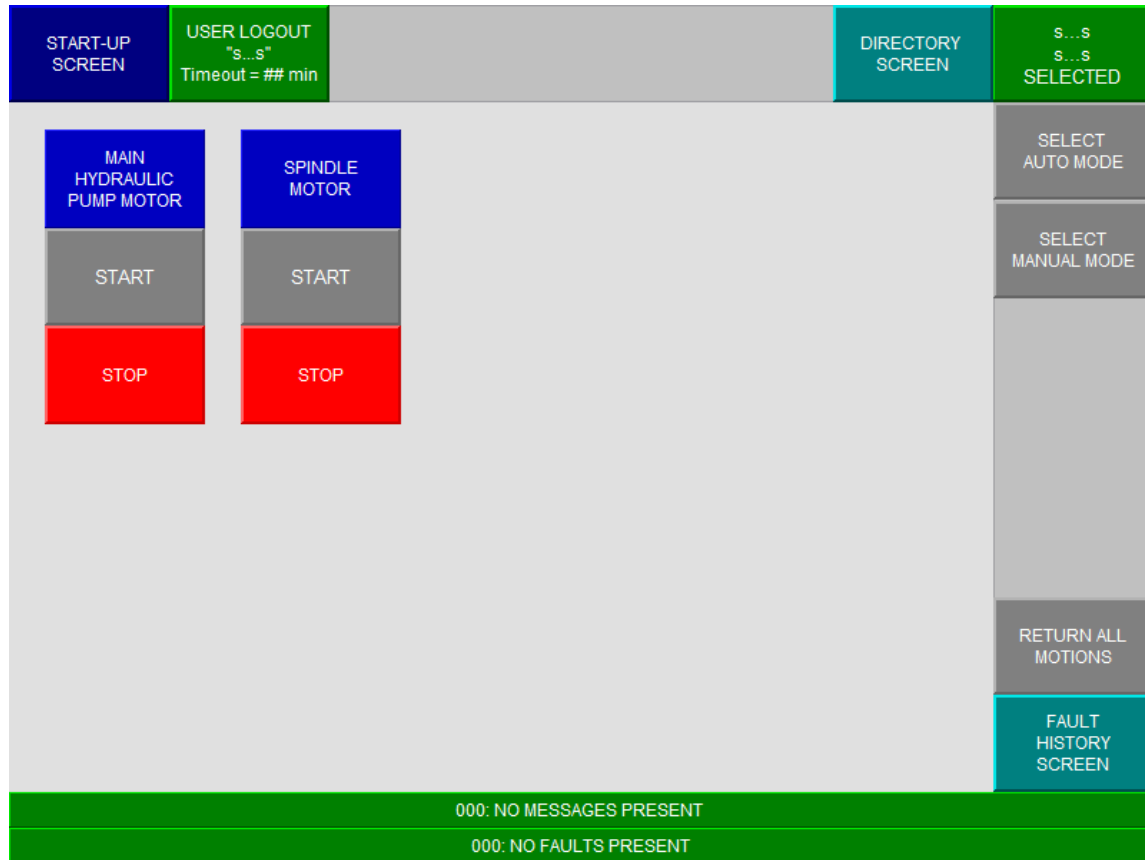 START-UP
SCREEN
USER LOGOUT
"s...s"
Timeout = ## min
DIRECTORY
SCREEN
s...s
s...s
SELECTED
MAIN
HYDRAULIC
PUMP MOTOR
START
STOP
SPINDLE
MOTOR
START
STOP
SELECT
AUTO MODE
SELECT
MANUAL MODE
RETURN ALL
MOTIONS
FAULT
HISTORY
SCREEN
000: NO MESSAGES PRESENT
000: NO FAULTS PRESENT